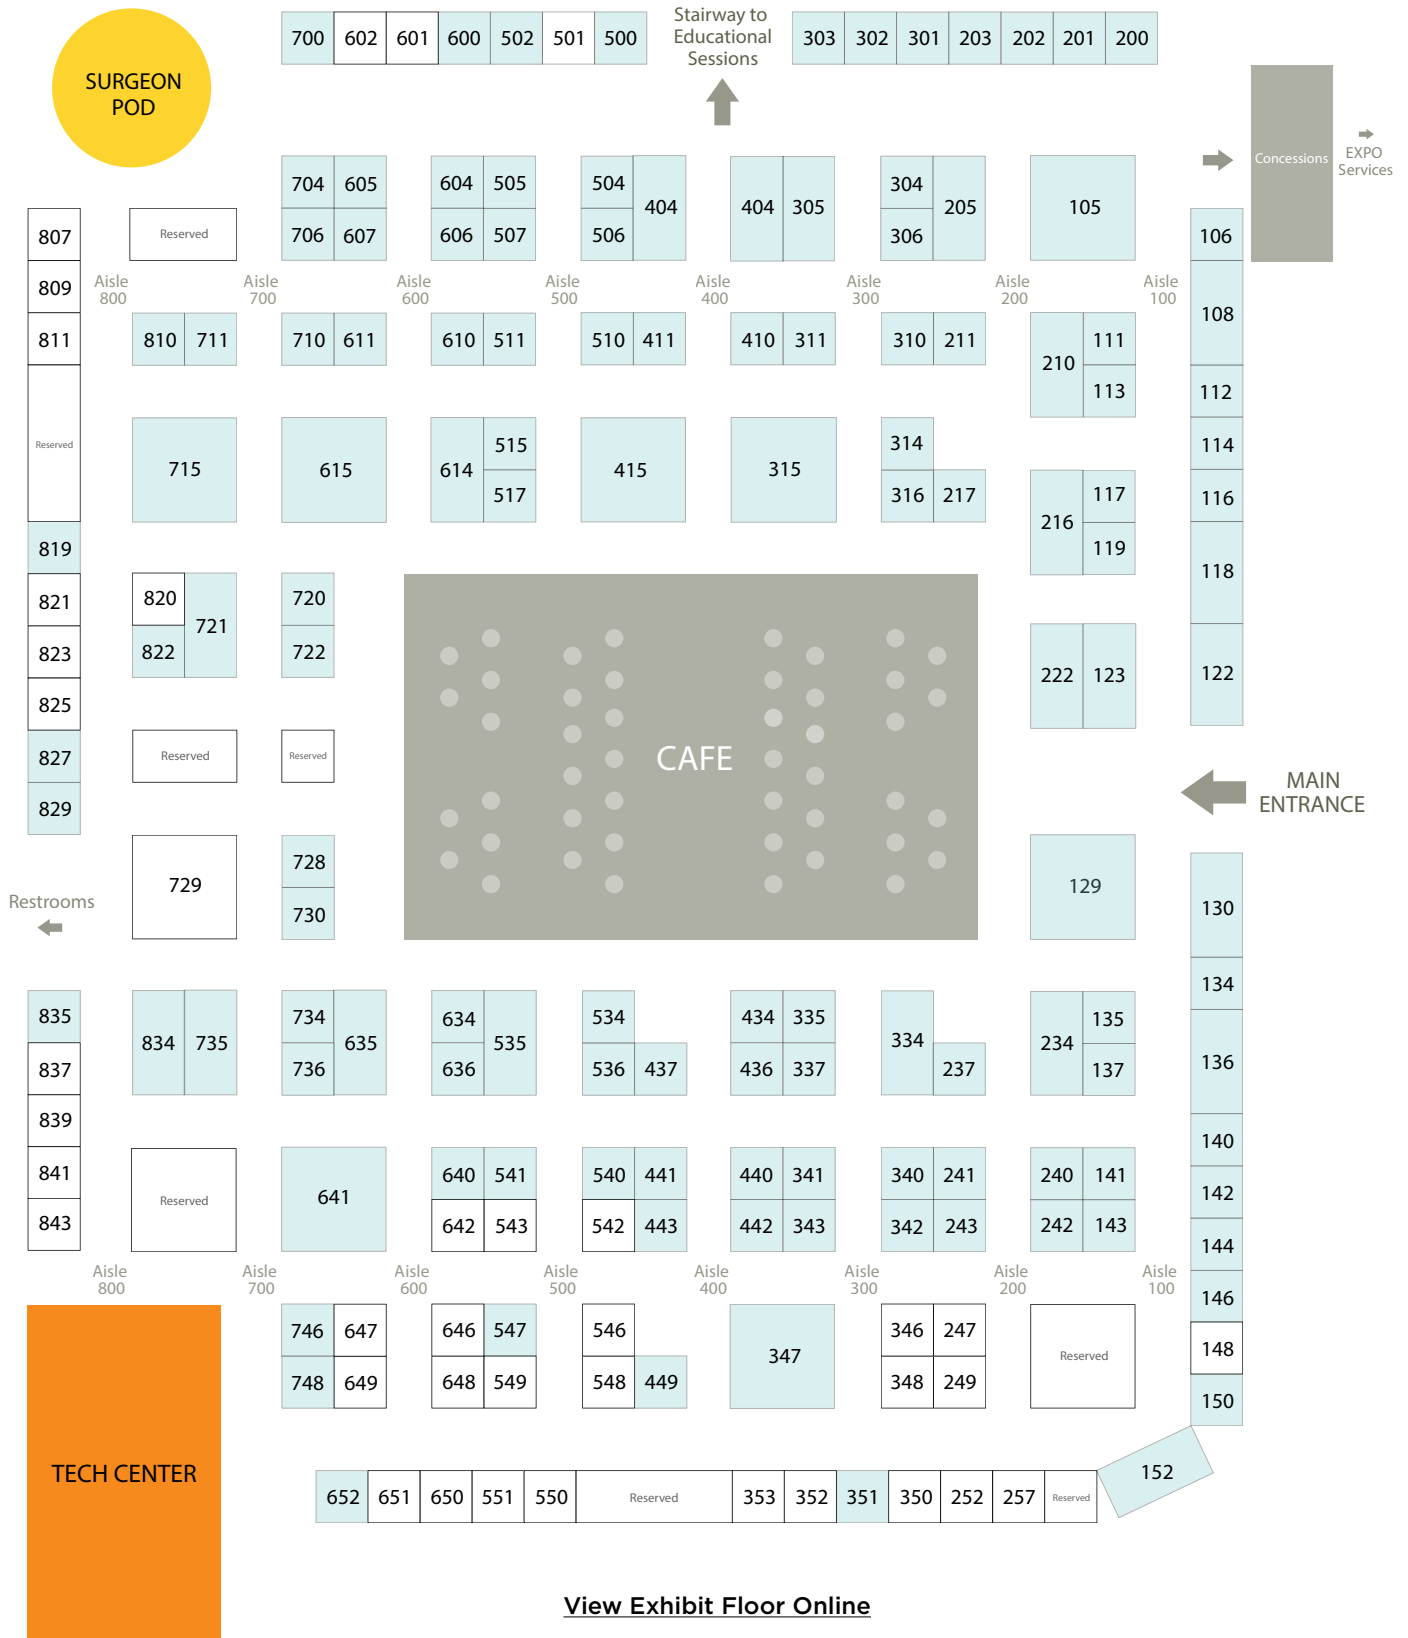 700 602 601 600 502 501 500
Stairway to
Educational
Sessions
303 302 301 203 202 201 200
SURGEON
POD
Concessions
EXPO
Services
704 605 604 505 504 404 404 305 304 205 105
706 607 606 507 506 306
807 Reserved 106
809
Aisle
800
Aisle
700
Aisle
600
Aisle
500
Aisle
400
Aisle
300
Aisle
200
Aisle
100
108
811 810 711 710 611 610 511 510 411 410 311 310 211 210 111
113 112
Reserved 715 615 614 515 415 315 314 114
517 316 217 216 117 116
819 119 118
821 820 721 720
823 822 722 222 123 122
825
827 Reserved Reserved CAFE
MAIN
ENTRANCE
829
729 728 129 130
730
Restrooms
134
835 834 735 734 635 634 535 534 434 335 334 234 135
837 736 636 536 437 436 337 237 137 136
839
841 Reserved 641 640 541 540 441 440 341 340 241 240 141 140
843 642 543 542 443 442 343 342 243 242 143 142
144
Aisle
800
Aisle
700
Aisle
600
Aisle
500
Aisle
400
Aisle
300
Aisle
200
Aisle
100
146
746 647 646 547 546 347 346 247 Reserved 148
748 649 648 549 548 449 348 249 150
TECH CENTER
152
652 651 650 551 550 Reserved 353 352 351 350 252 257 Reserved
View Exhibit Floor Online